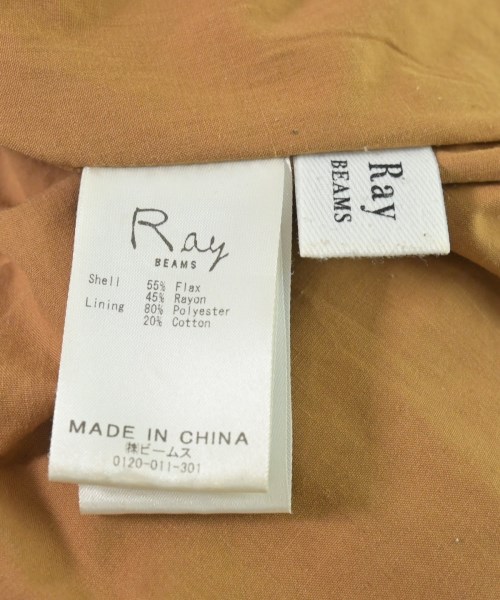 Ray
BEAMS
Shell 55% Flax
45% Rayon
Lining 80% Polyester
20% Cotton
MADE IN CHINA
㈱ビームス
0120-011-301
Ray
BEAMS